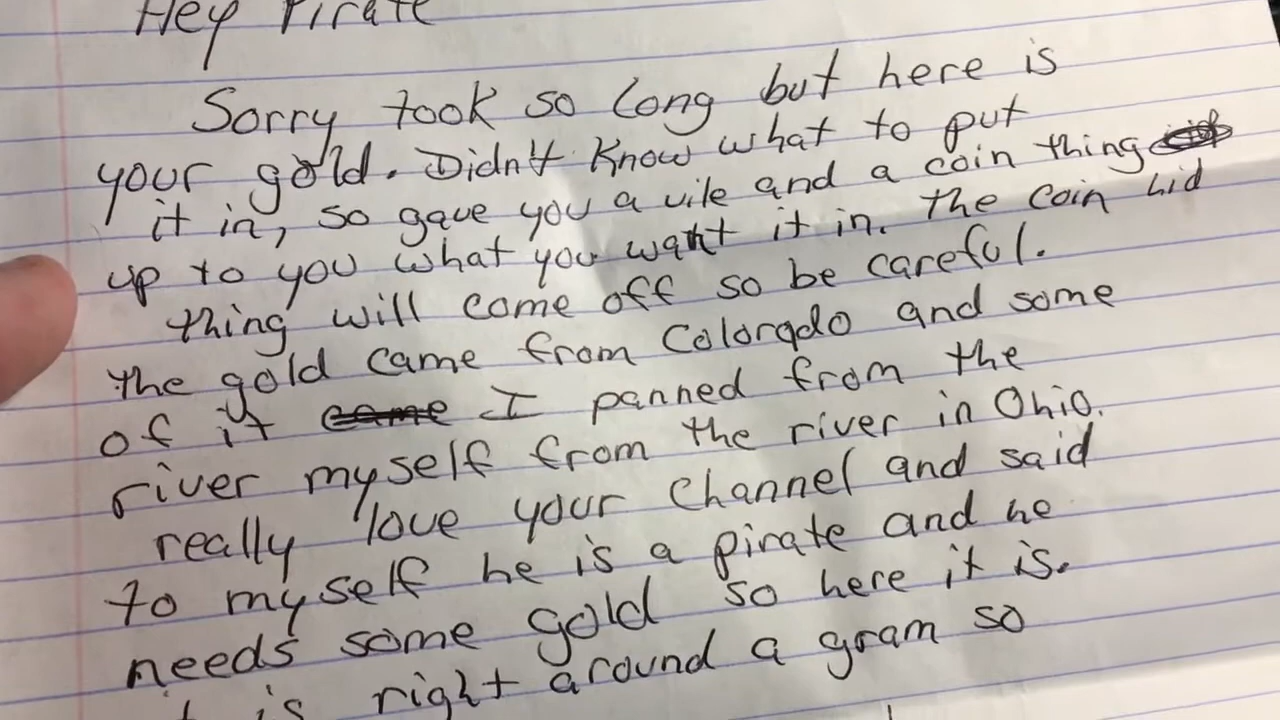 Hey Pirate
Sorry took so long but here is
your gold. Didn't Know what to put
it in, so gave you a vile and a coin thing
up to you what you want it in. the coin lid
thing will come off so be careful.
the gold came from Colorado and some
of it came I panned from the
river myself from the river in Ohio.
really love your channel and said
to myself he is a pirate and he
needs some gold so here it is.
it is right around a gram so